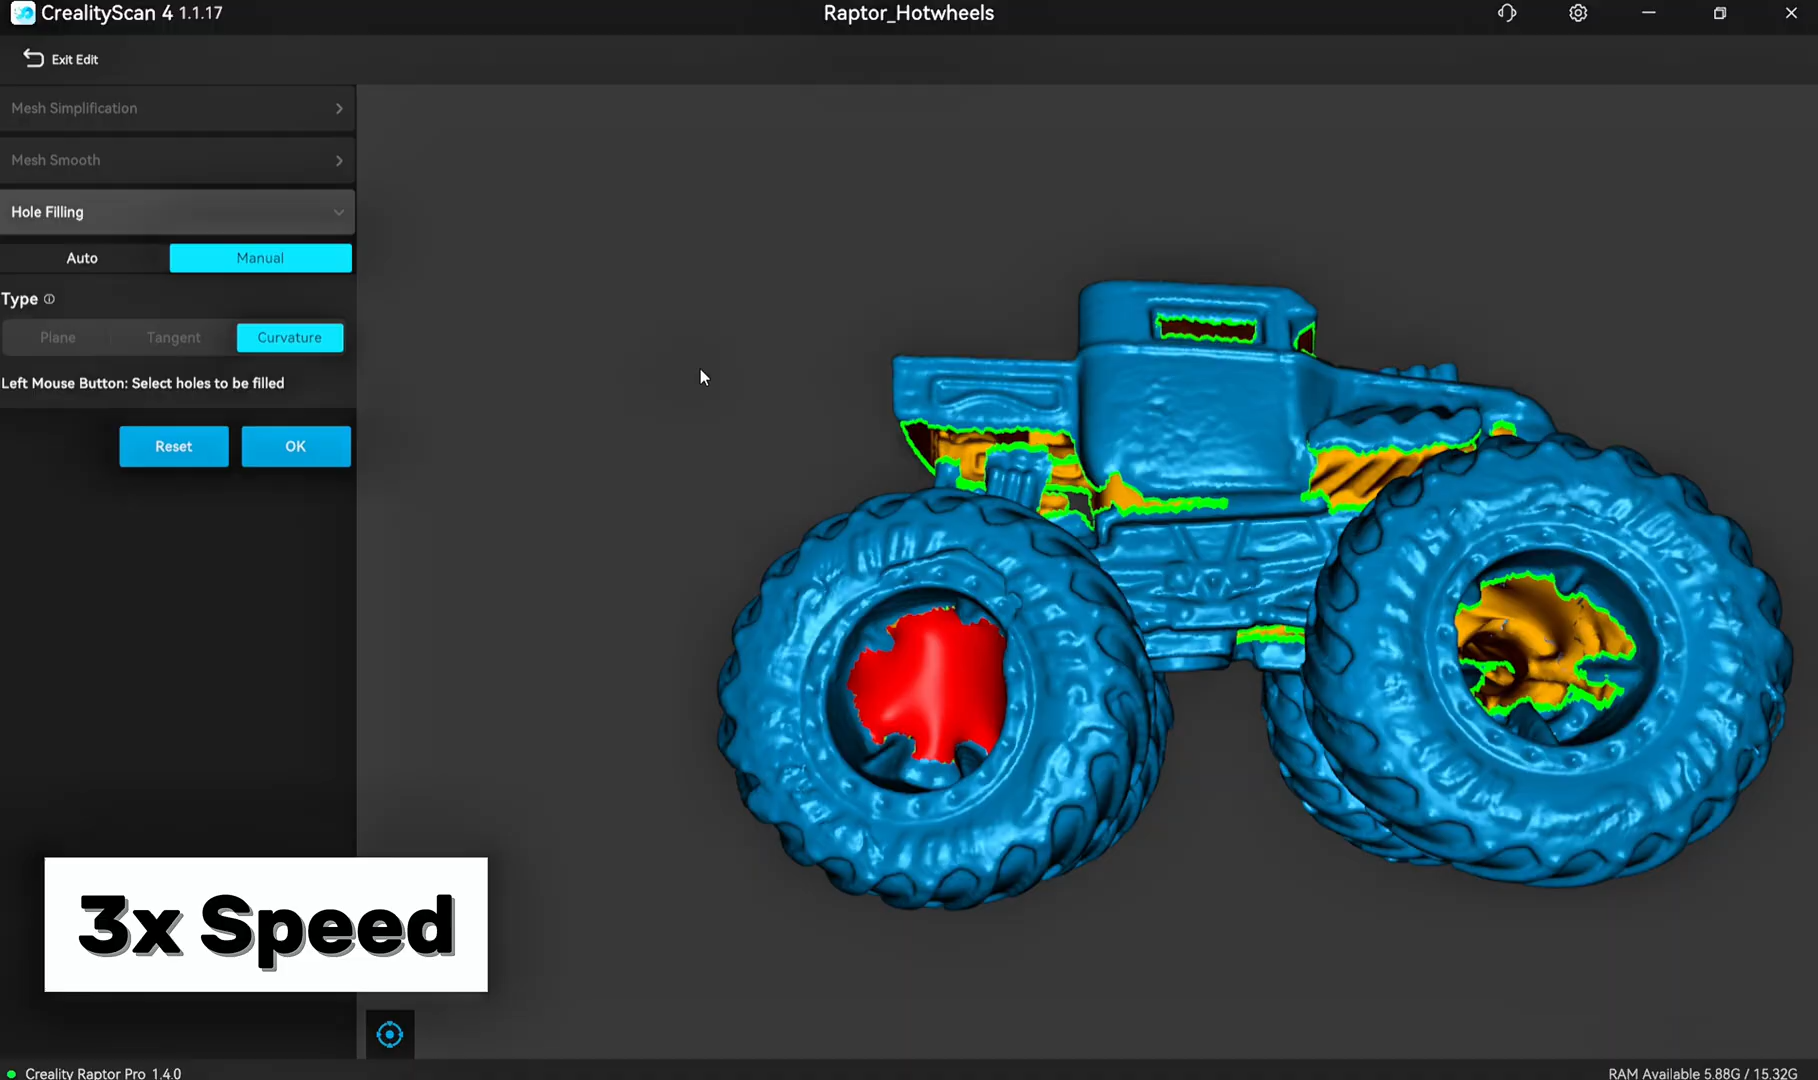 CrealityScan 4 1.1.17
Raptor_Hotwheels
Exit Edit
Mesh Simplification
Mesh Smooth
Hole Filling
Auto
Manual
Type
Plane
Tangent
Curvature
Left Mouse Button: Select holes to be filled
Reset
OK
3x Speed
Creality Raptor Pro 1.4.0
RAM Available 5.88G / 15.32G